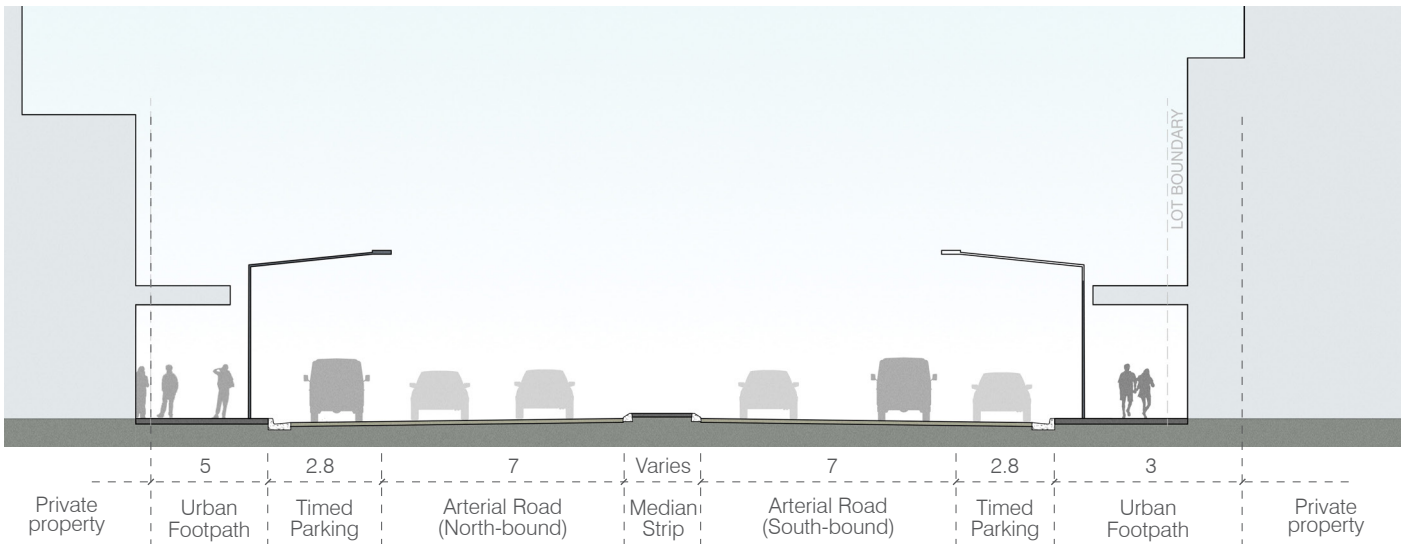 LOT BOUNDARY
5 2.8 7 Varies 7 2.8 3
Private property
Urban Footpath
Timed Parking
Arterial Road (North-bound)
Median Strip
Arterial Road (South-bound)
Timed Parking
Urban Footpath
Private property